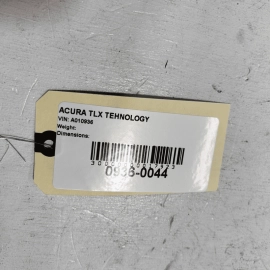 ACURA TLX TEHNOLOGY
VIN: A010936
Weight:
Dimensions:
0936-0044